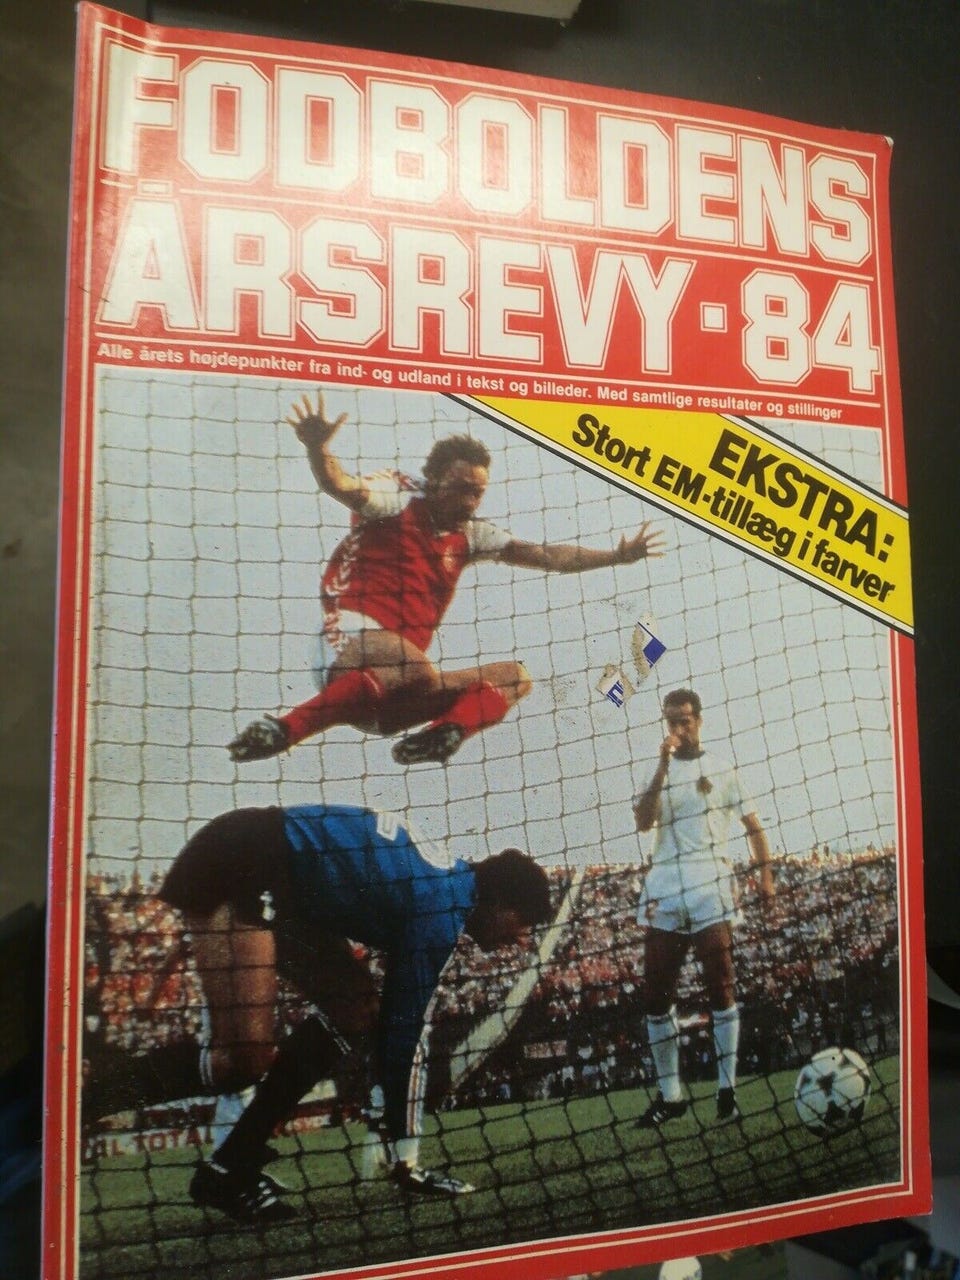 FODBOLDENS
ÅRSREVY · 84
Alle årets højdepunkter fra ind- og udland i tekst og billeder. Med samtlige resultater og stillinger
EKSTRA:
Stort EM-tillæg i farver
TOTAL